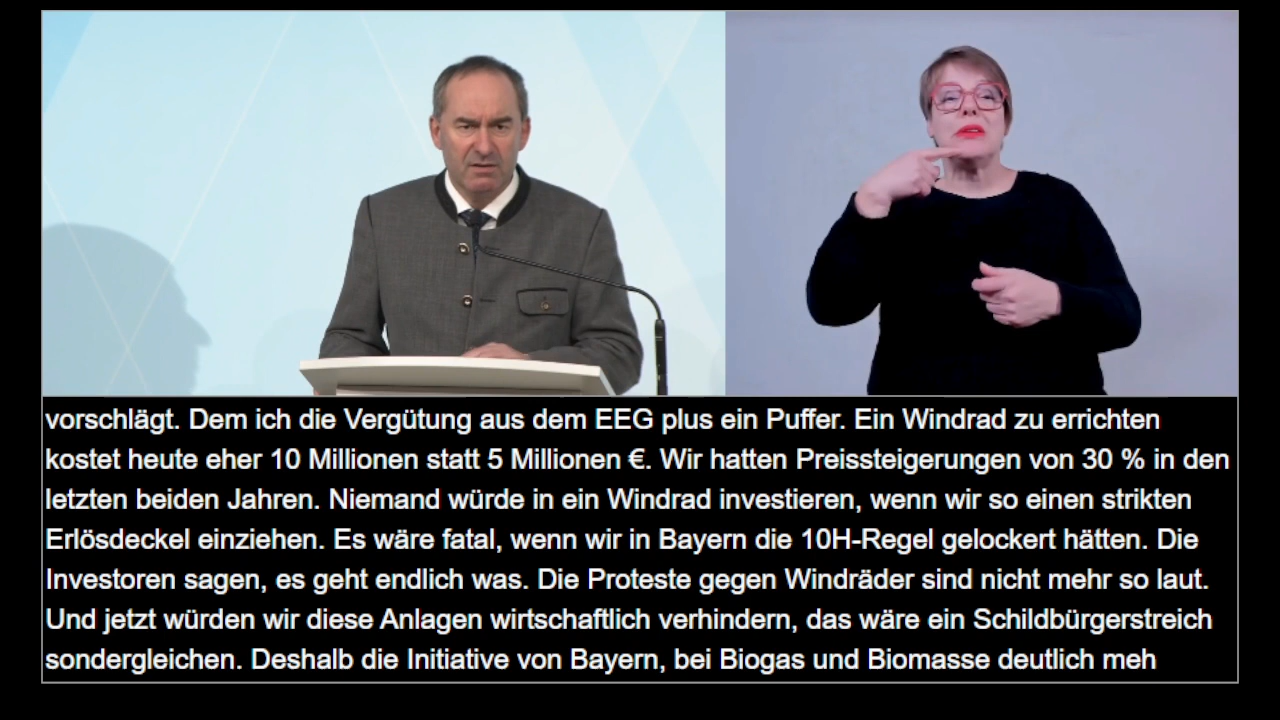 vorschlägt. Dem ich die Vergütung aus dem EEG plus ein Puffer. Ein Windrad zu errichten
kostet heute eher 10 Millionen statt 5 Millionen €. Wir hatten Preissteigerungen von 30 % in den
letzten beiden Jahren. Niemand würde in ein Windrad investieren, wenn wir so einen strikten
Erlösdeckel einziehen. Es wäre fatal, wenn wir in Bayern die 10H-Regel gelockert hätten. Die
Investoren sagen, es geht endlich was. Die Proteste gegen Windräder sind nicht mehr so laut.
Und jetzt würden wir diese Anlagen wirtschaftlich verhindern, das wäre ein Schildbürgerstreich
sondergleichen. Deshalb die Initiative von Bayern, bei Biogas und Biomasse deutlich meh